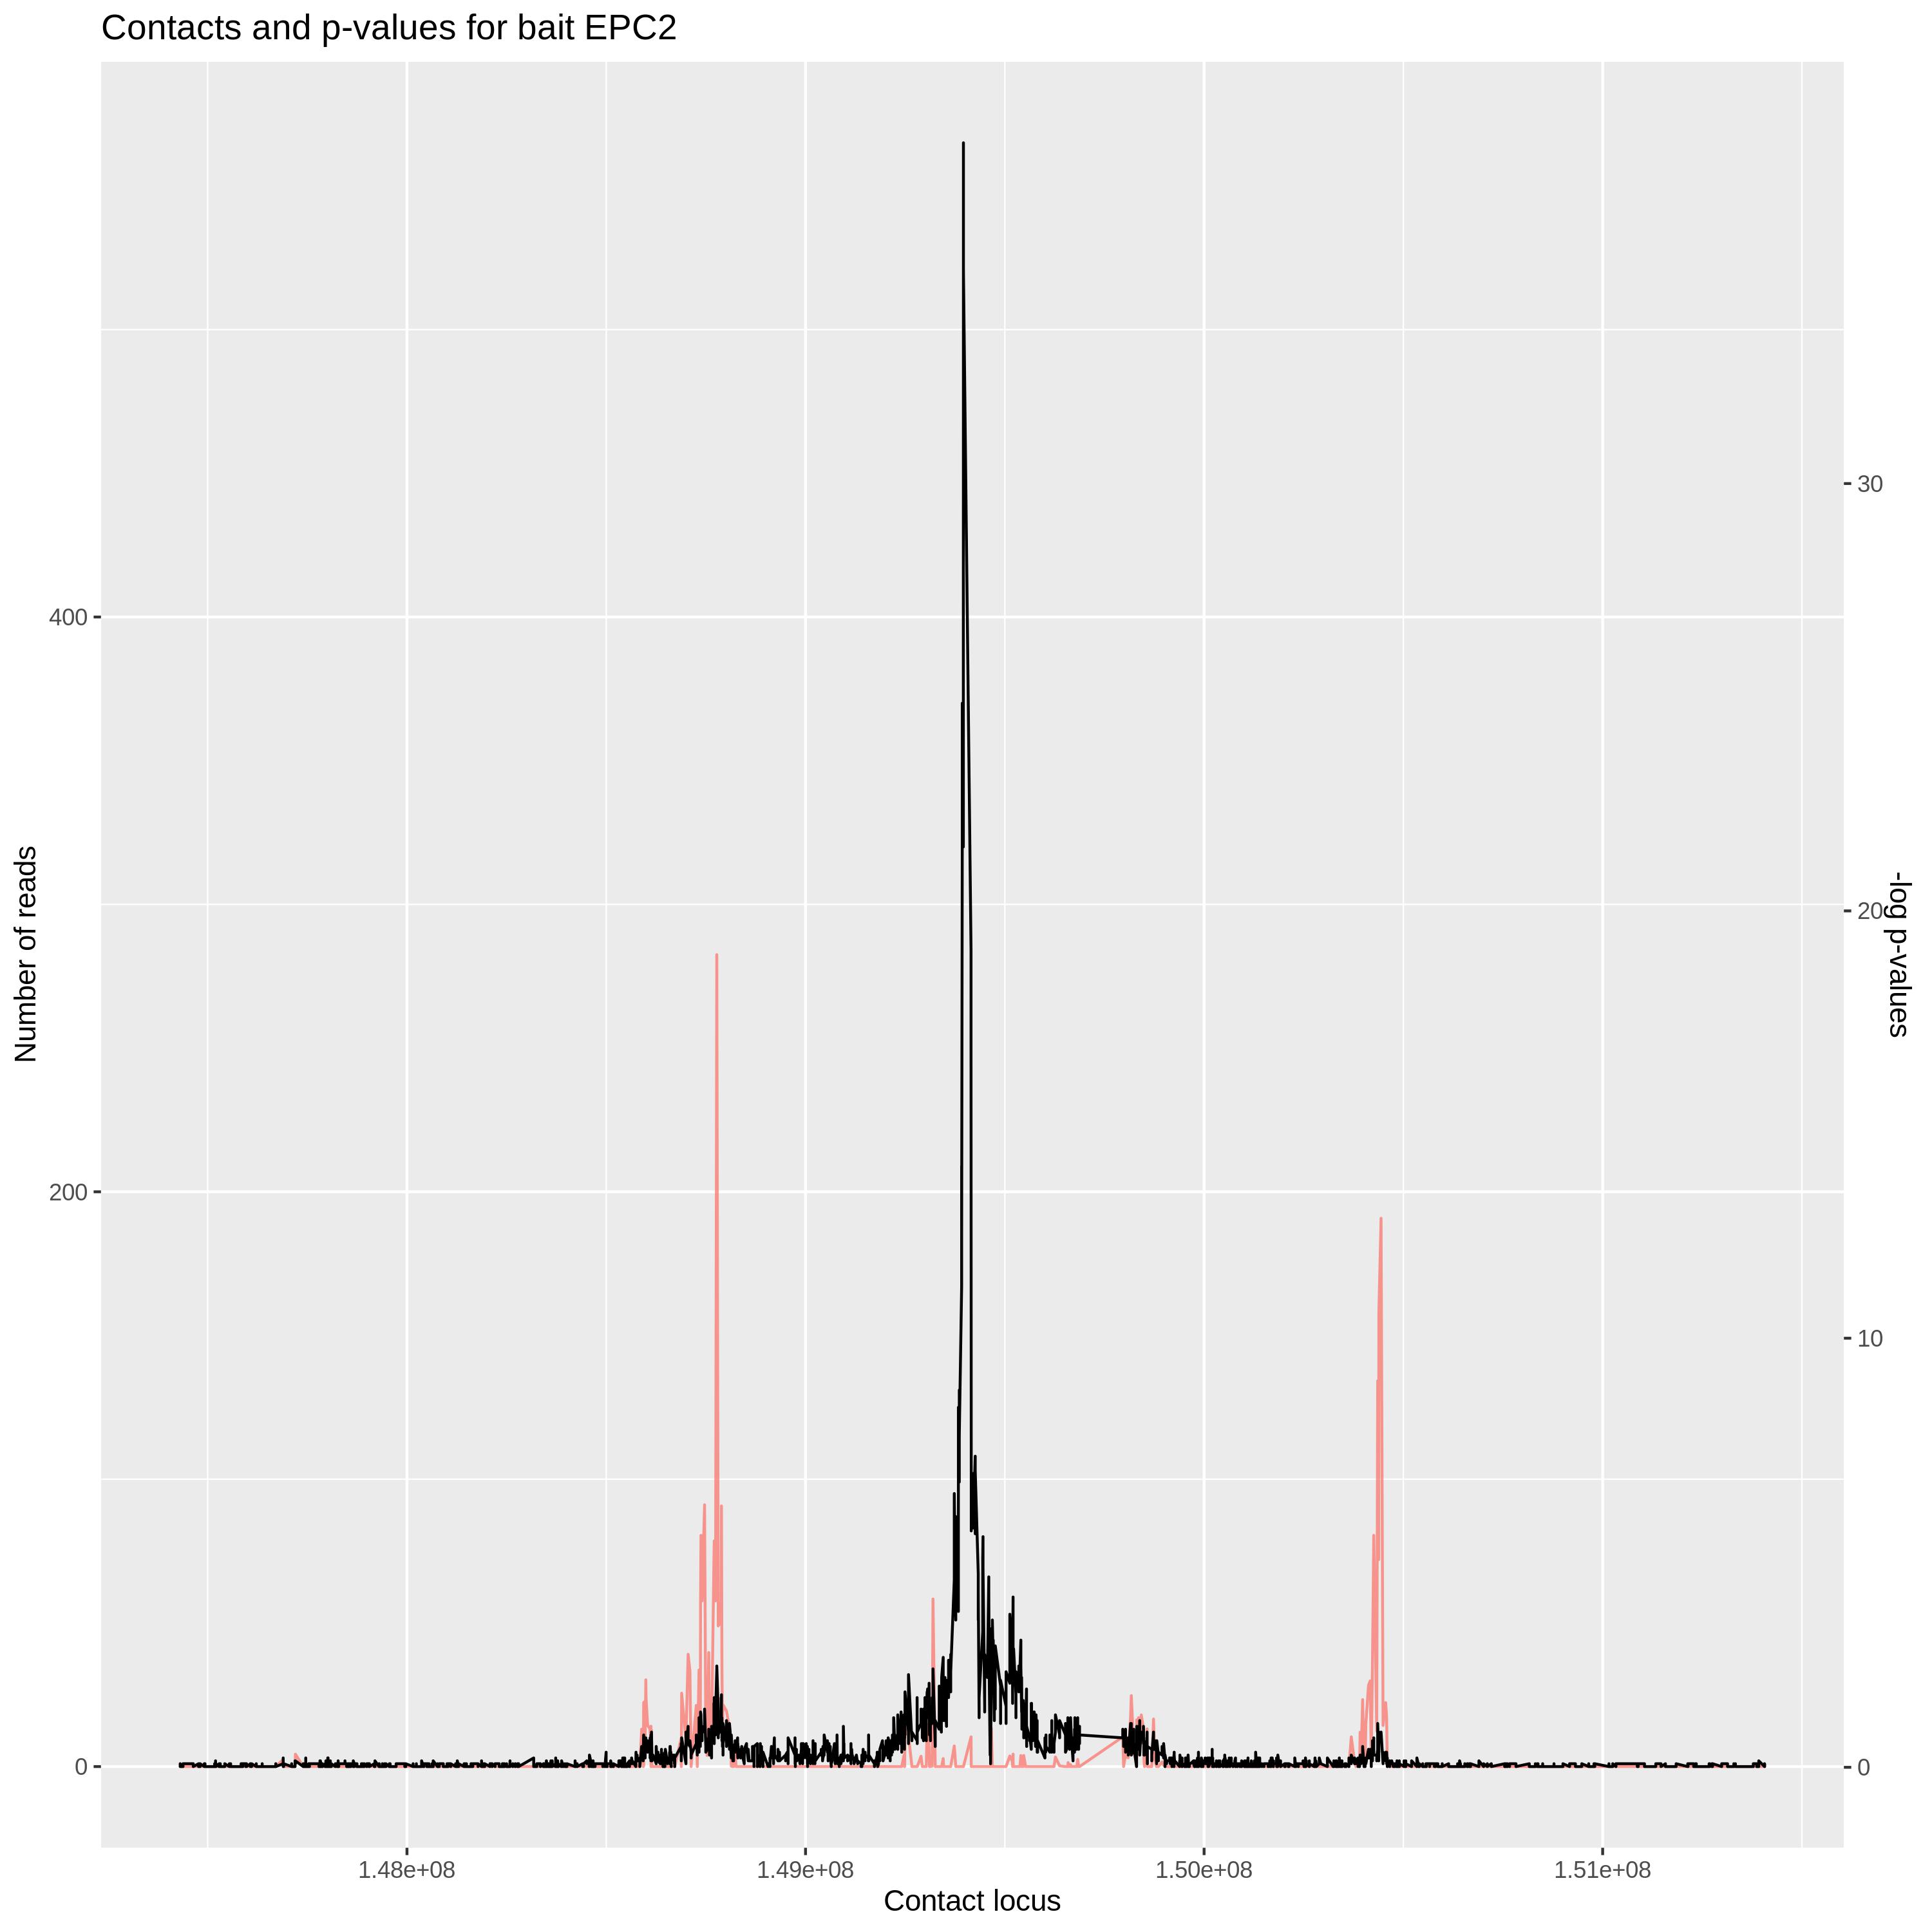 Contacts and p-values for bait EPC2
Number of reads
400
200
0
30
20
10
0
-log p-values
1.48e+08
1.49e+08
1.50e+08
1.51e+08
Contact locus